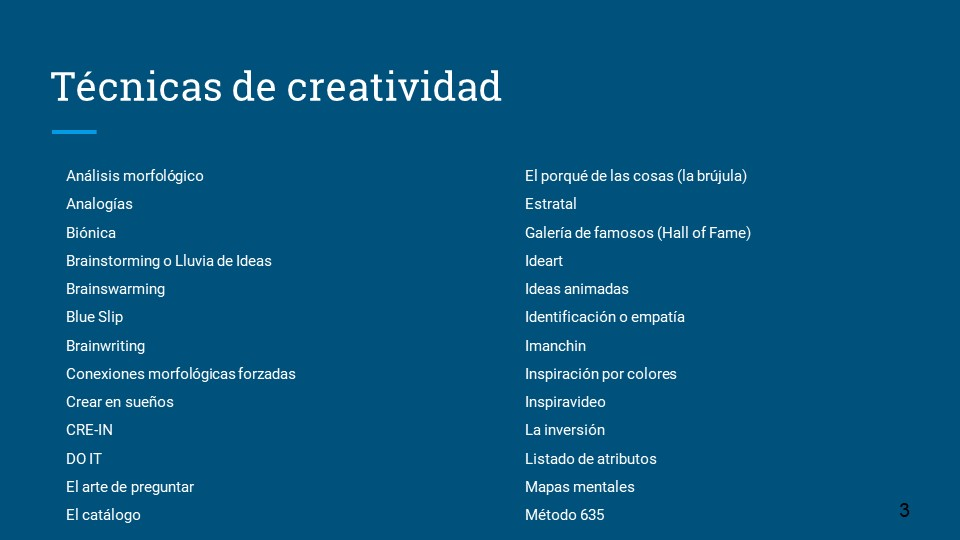 Técnicas de creatividad
Análisis morfológico
Analogías
Biónica
Brainstorming o Lluvia de Ideas
Brainswarming
Blue Slip
Brainwriting
Conexiones morfológicas forzadas
Crear en sueños
CRE-IN
DO IT
El arte de preguntar
El catálogo
El porqué de las cosas (la brújula)
Estratal
Galería de famosos (Hall of Fame)
Ideart
Ideas animadas
Identificación o empatía
Imanchin
Inspiración por colores
Inspiravideo
La inversión
Listado de atributos
Mapas mentales
Método 635
3